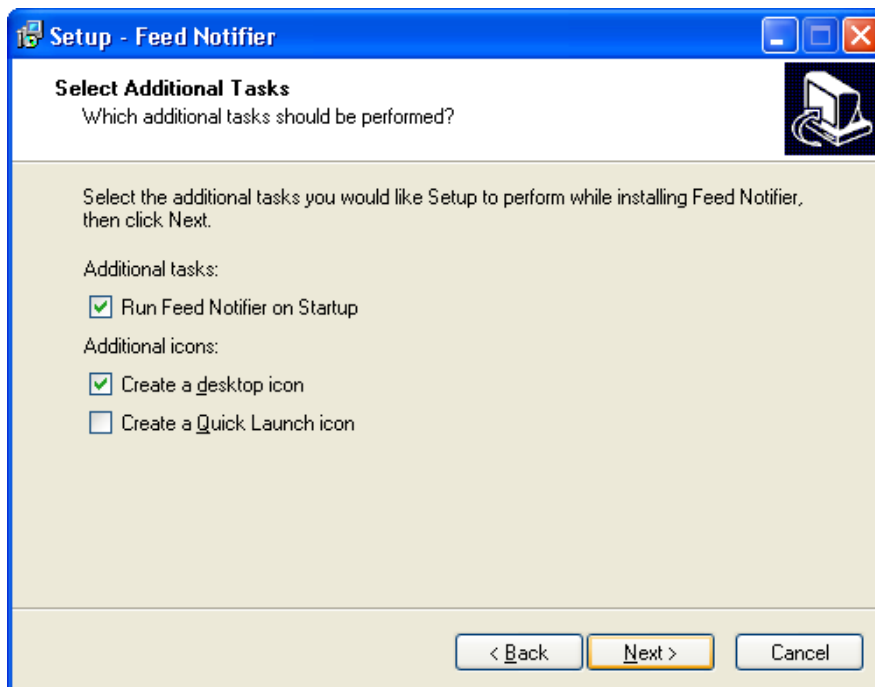 Setup - Feed Notifier
Select Additional Tasks
Which additional tasks should be performed?
Select the additional tasks you would like Setup to perform while installing Feed Notifier,
then click Next.
Additional tasks:
Run Feed Notifier on Startup
Additional icons:
Create a desktop icon
Create a Quick Launch icon
< Back Next > Cancel